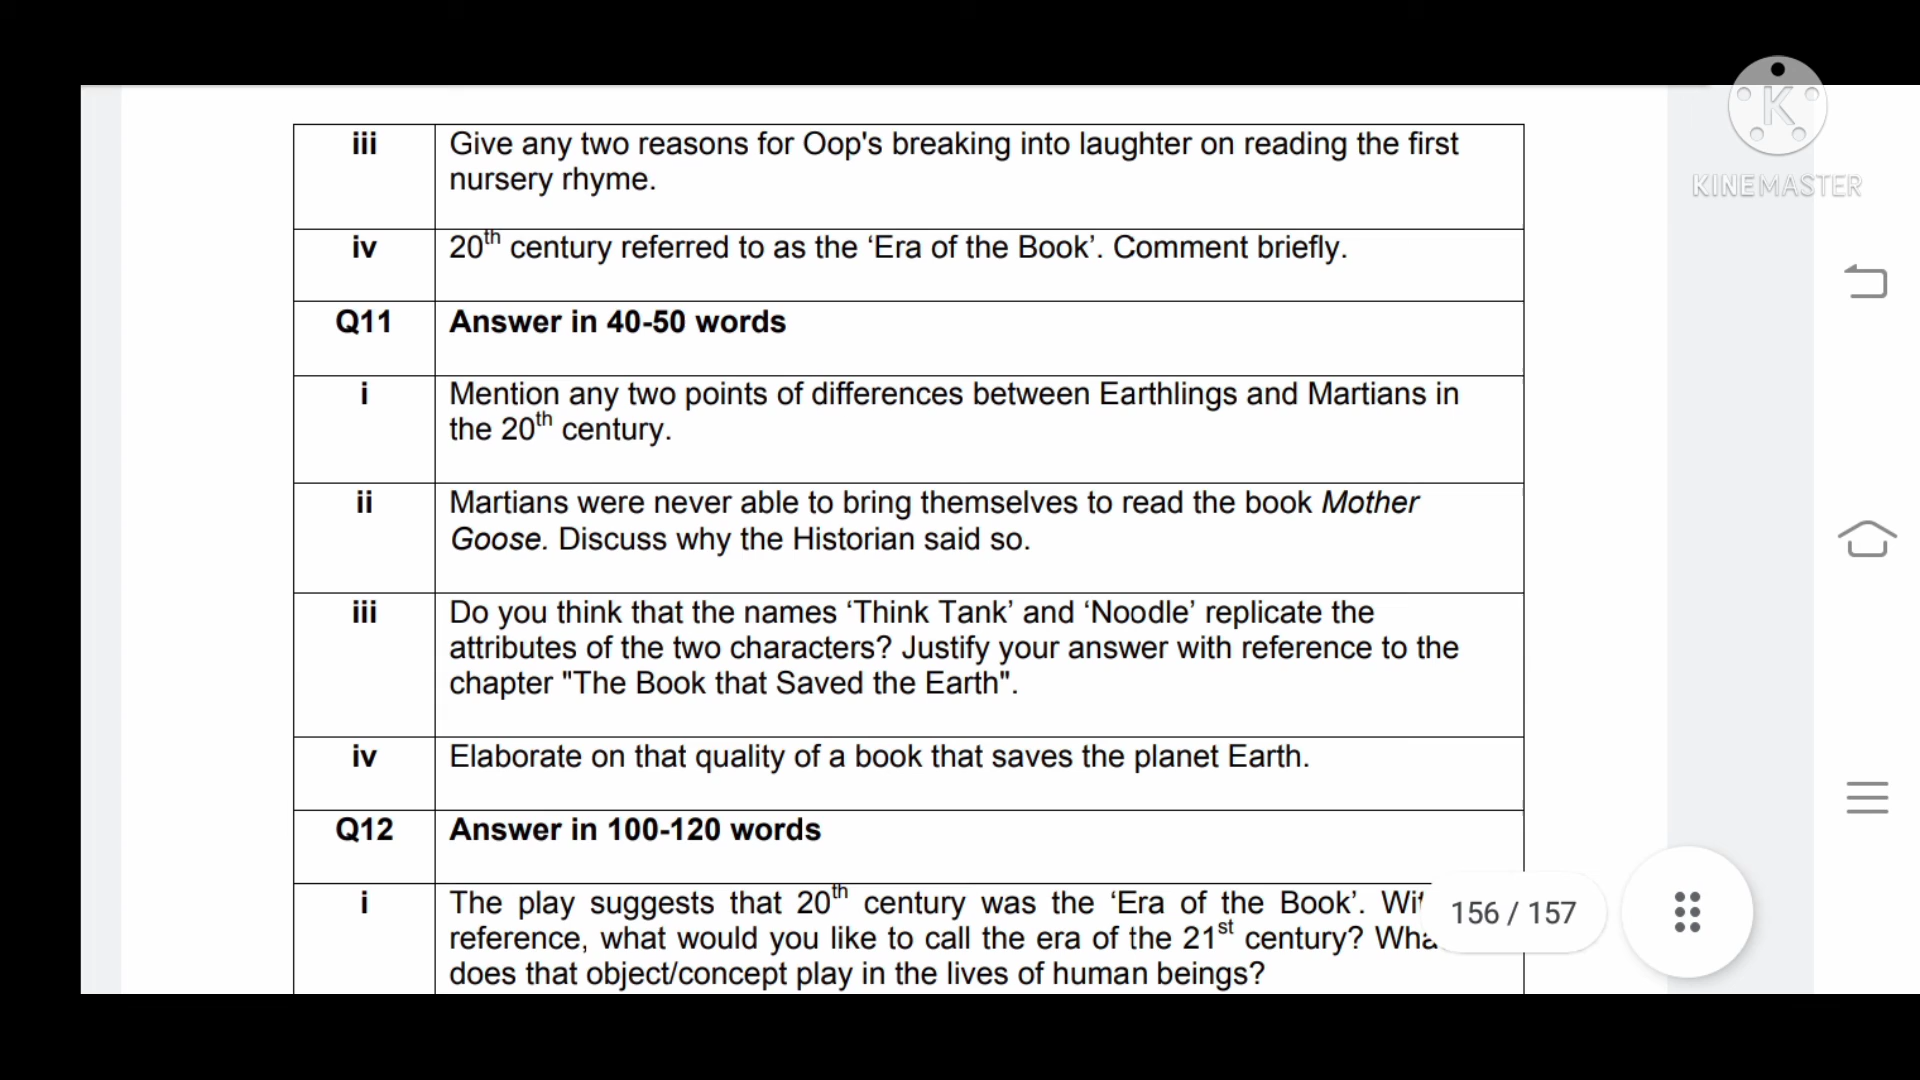 iii Give any two reasons for Oop's breaking into laughter on reading the first
nursery rhyme.
iv 20th century referred to as the ‘Era of the Book’. Comment briefly.
Q11 Answer in 40-50 words
i Mention any two points of differences between Earthlings and Martians in
the 20th century.
ii Martians were never able to bring themselves to read the book Mother
Goose. Discuss why the Historian said so.
iii Do you think that the names ‘Think Tank’ and ‘Noodle’ replicate the
attributes of the two characters? Justify your answer with reference to the
chapter "The Book that Saved the Earth".
iv Elaborate on that quality of a book that saves the planet Earth.
Q12 Answer in 100-120 words
i The play suggests that 20th century was the ‘Era of the Book’.
reference, what would you like to call the era of the 21st century?
does that object/concept play in the lives of human beings?
156 / 157
K
KINEMASTER